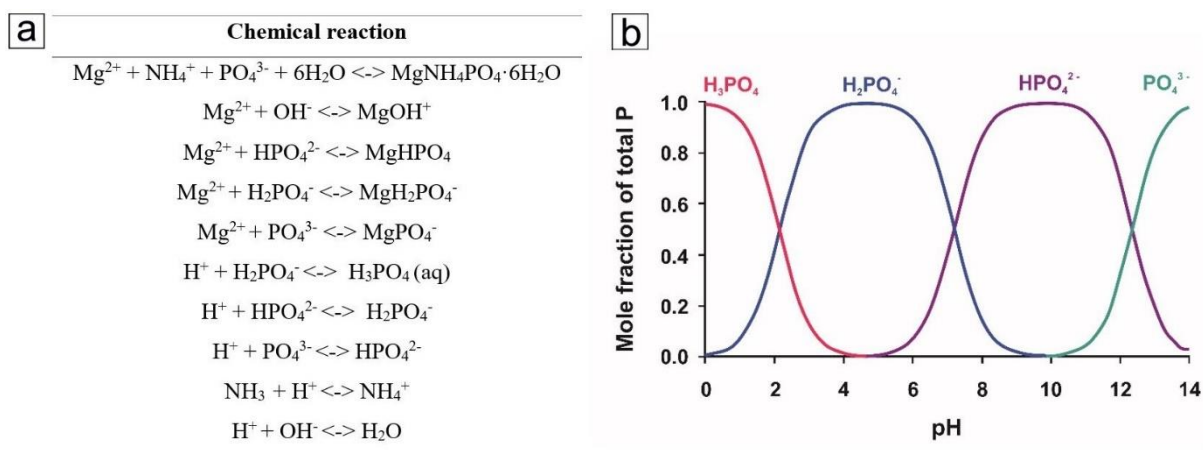 a
Chemical reaction
Mg²⁺ + NH₄⁺ + PO₄³⁻ + 6H₂O <-> MgNH4PO₄·6H₂O
Mg²⁺ + OH⁻ <-> MgOH⁺
Mg²⁺ + HPO₄²⁻ <-> MgHPO₄
Mg²⁺ + H₂PO₄⁻ <-> MgH₂PO₄⁻
Mg²⁺ + PO₄³⁻ <-> MgPO₄⁻
H⁺ + H₂PO₄⁻ <-> H₃PO₄ (aq)
H⁺ + HPO₄²⁻ <-> H₂PO₄⁻
H⁺ + PO₄³⁻ <-> HPO₄²⁻
NH₃ + H⁺ <-> NH₄⁺
H⁺ + OH⁻ <-> H₂O
b
H₃PO₄ H₂PO₄⁻ HPO₄²⁻ PO₄³⁻
Mole fraction of total P
1.0
0.8
0.6
0.4
0.2
0.0
0 2 4 6 8 10 12 14
pH